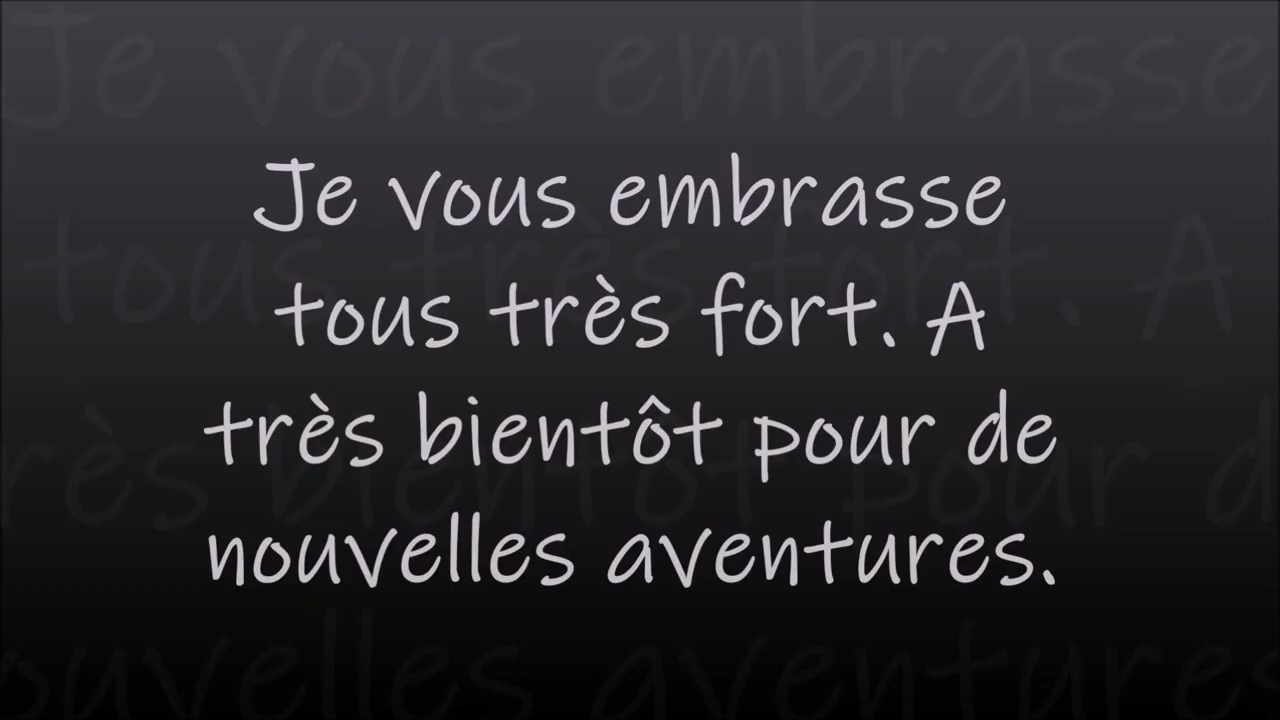 Je vous embrasse
tous très fort. A
très bientôt pour de
nouvelles aventures.